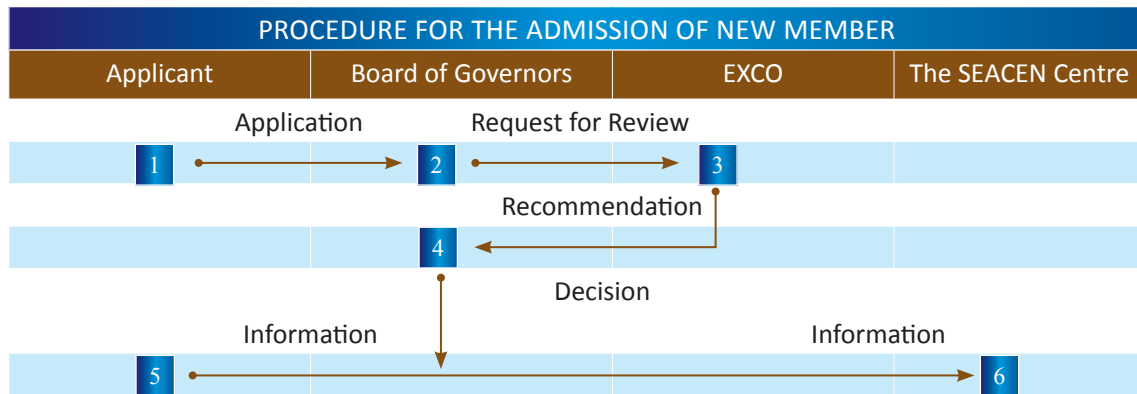 PROCEDURE FOR THE ADMISSION OF NEW MEMBER
Applicant Board of Governors EXCO The SEACEN Centre
Application Request for Review
1 2 3
Recommendation
4
Decision
Information Information
5 6